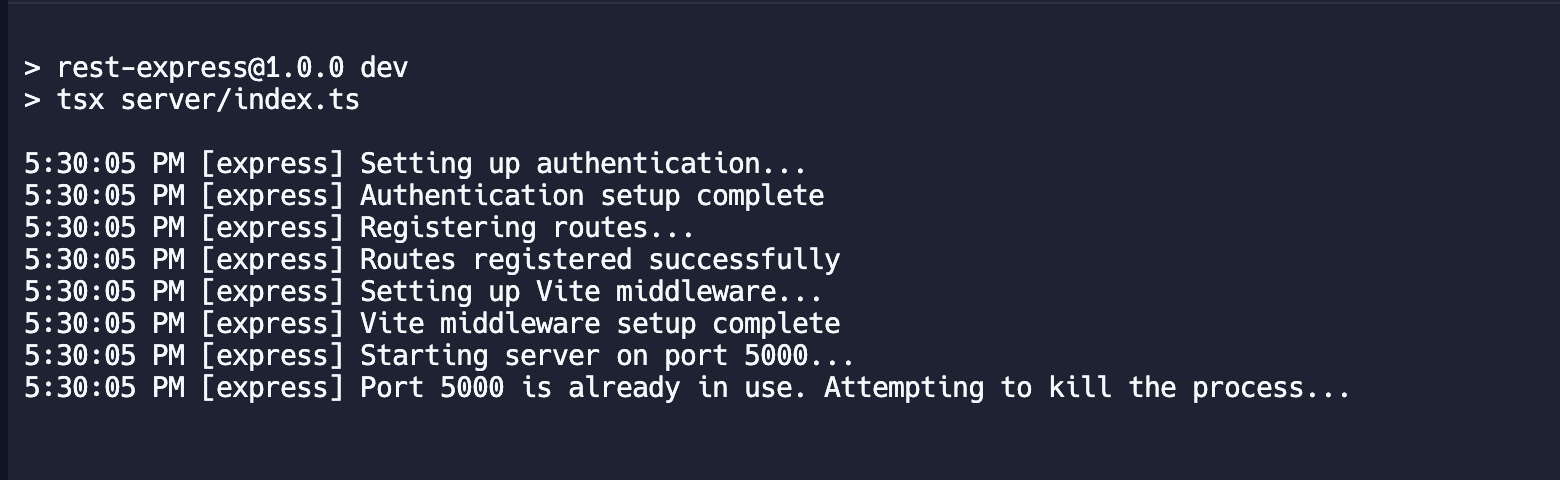 > rest-express@1.0.0 dev
> tsx server/index.ts
5:30:05 PM [express] Setting up authentication...
5:30:05 PM [express] Authentication setup complete
5:30:05 PM [express] Registering routes...
5:30:05 PM [express] Routes registered successfully
5:30:05 PM [express] Setting up Vite middleware...
5:30:05 PM [express] Vite middleware setup complete
5:30:05 PM [express] Starting server on port 5000...
5:30:05 PM [express] Port 5000 is already in use. Attempting to kill the process...